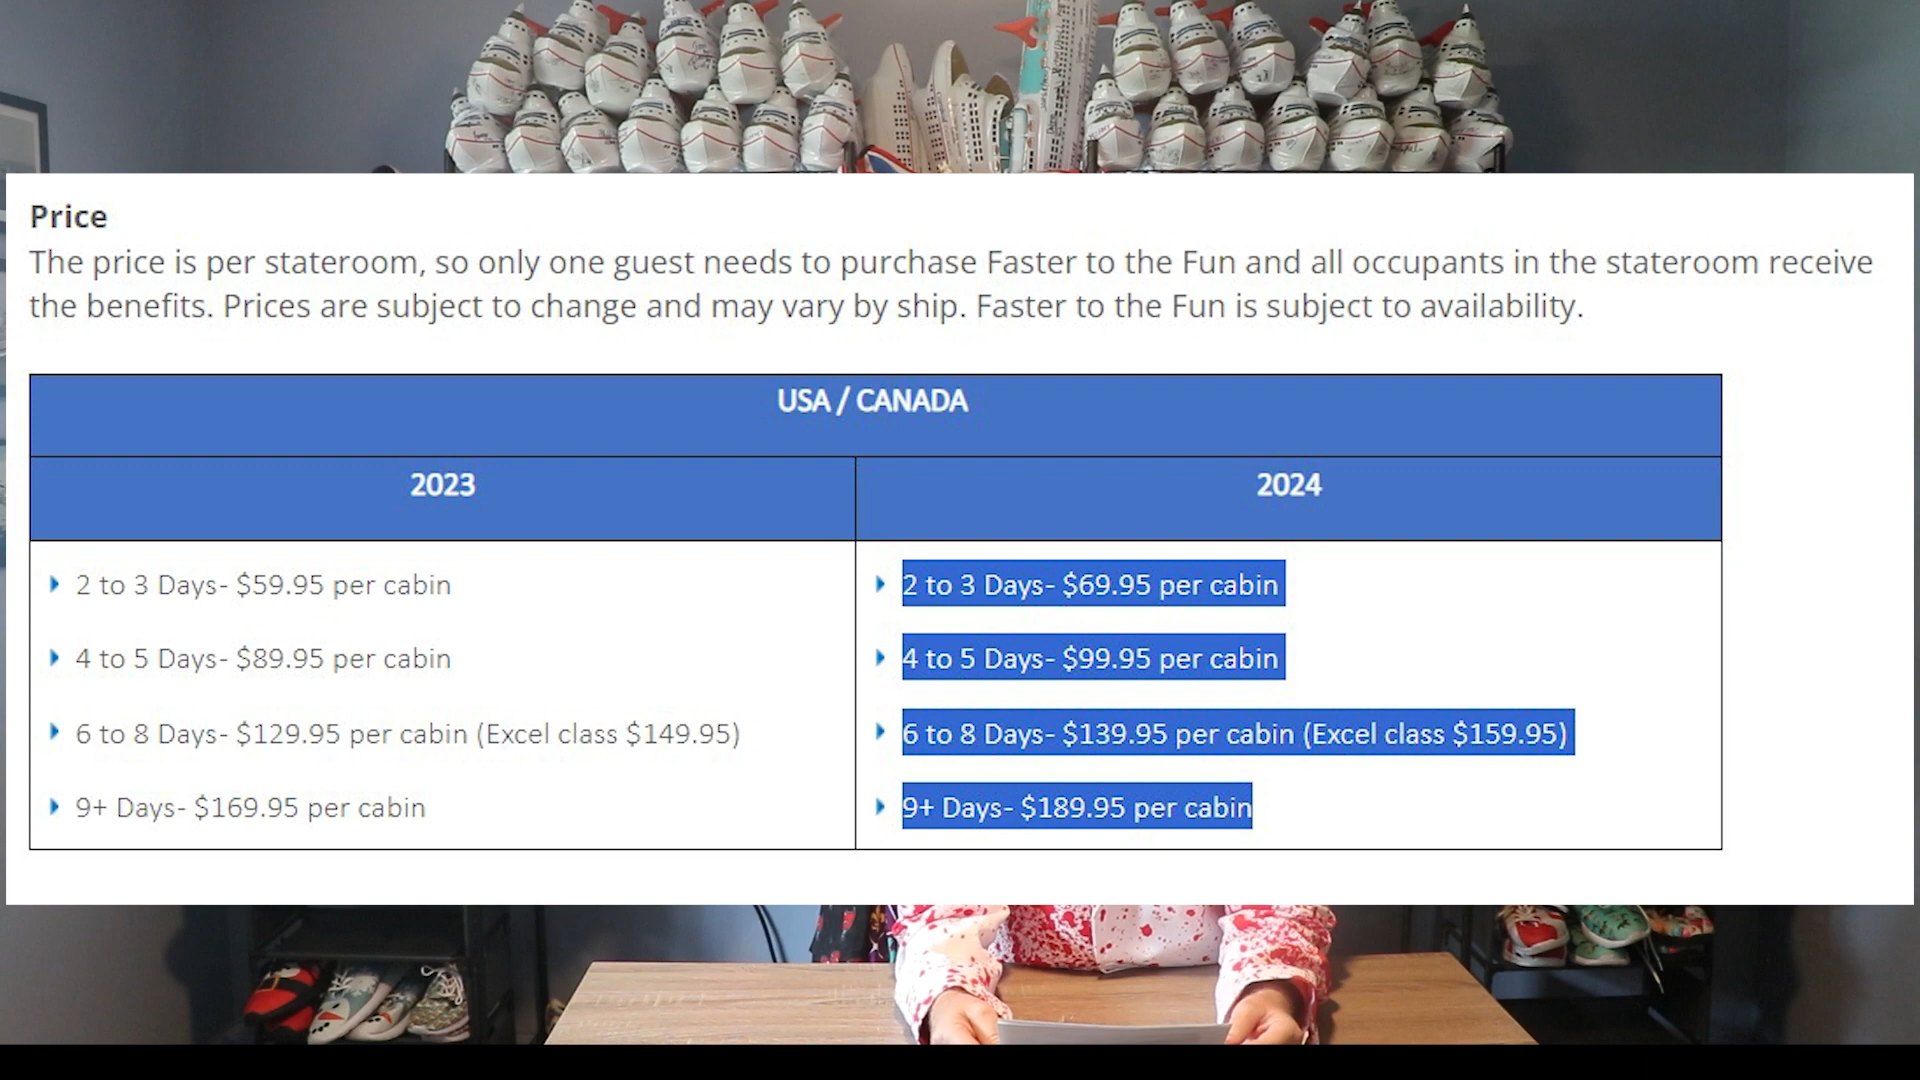 Price
The price is per stateroom, so only one guest needs to purchase Faster to the Fun and all occupants in the stateroom receive
the benefits. Prices are subject to change and may vary by ship. Faster to the Fun is subject to availability.
USA / CANADA
2023
2024
2 to 3 Days- $59.95 per cabin
4 to 5 Days- $89.95 per cabin
6 to 8 Days- $129.95 per cabin (Excel class $149.95)
9+ Days- $169.95 per cabin
2 to 3 Days- $69.95 per cabin
4 to 5 Days- $99.95 per cabin
6 to 8 Days- $139.95 per cabin (Excel class $159.95)
9+ Days- $189.95 per cabin